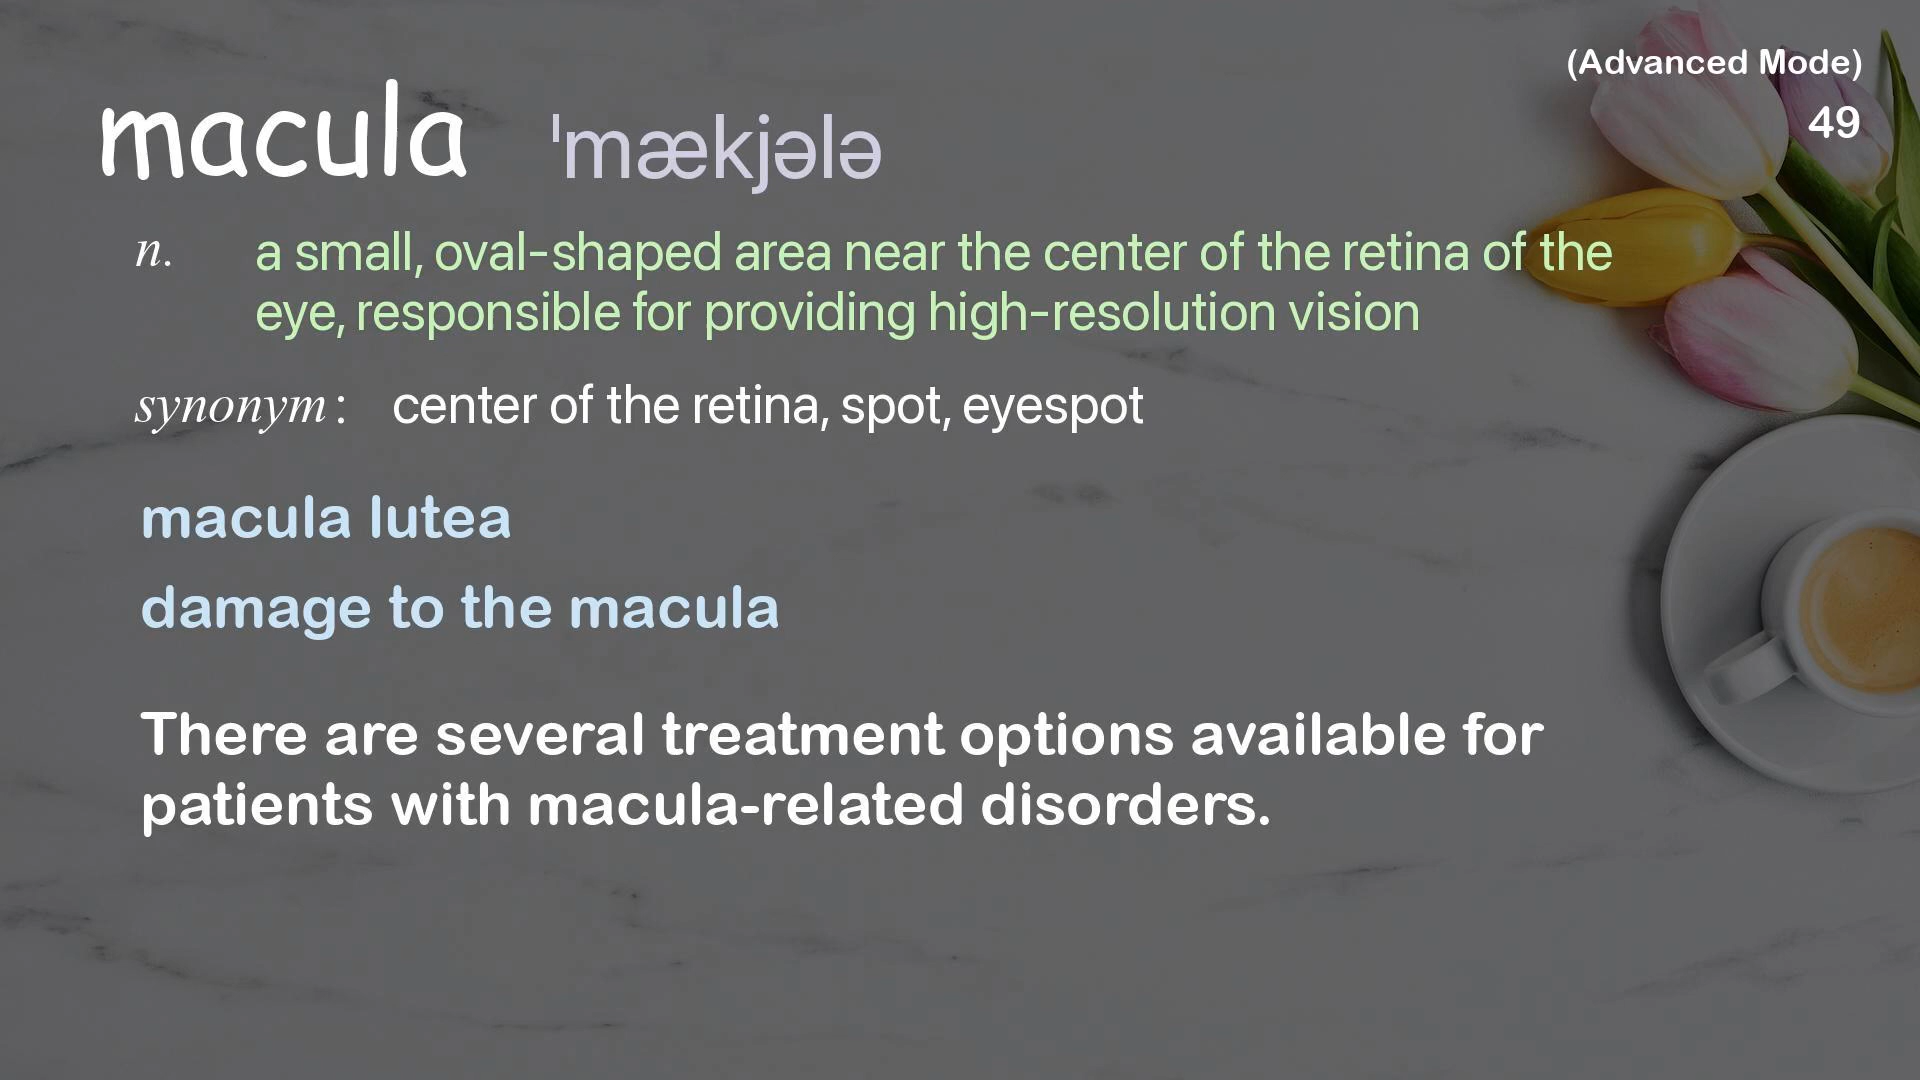 (Advanced Mode)
49
macula ˈmækjələ
n. a small, oval-shaped area near the center of the retina of the
eye, responsible for providing high-resolution vision
synonym : center of the retina, spot, eyespot
macula lutea
damage to the macula
There are several treatment options available for
patients with macula-related disorders.